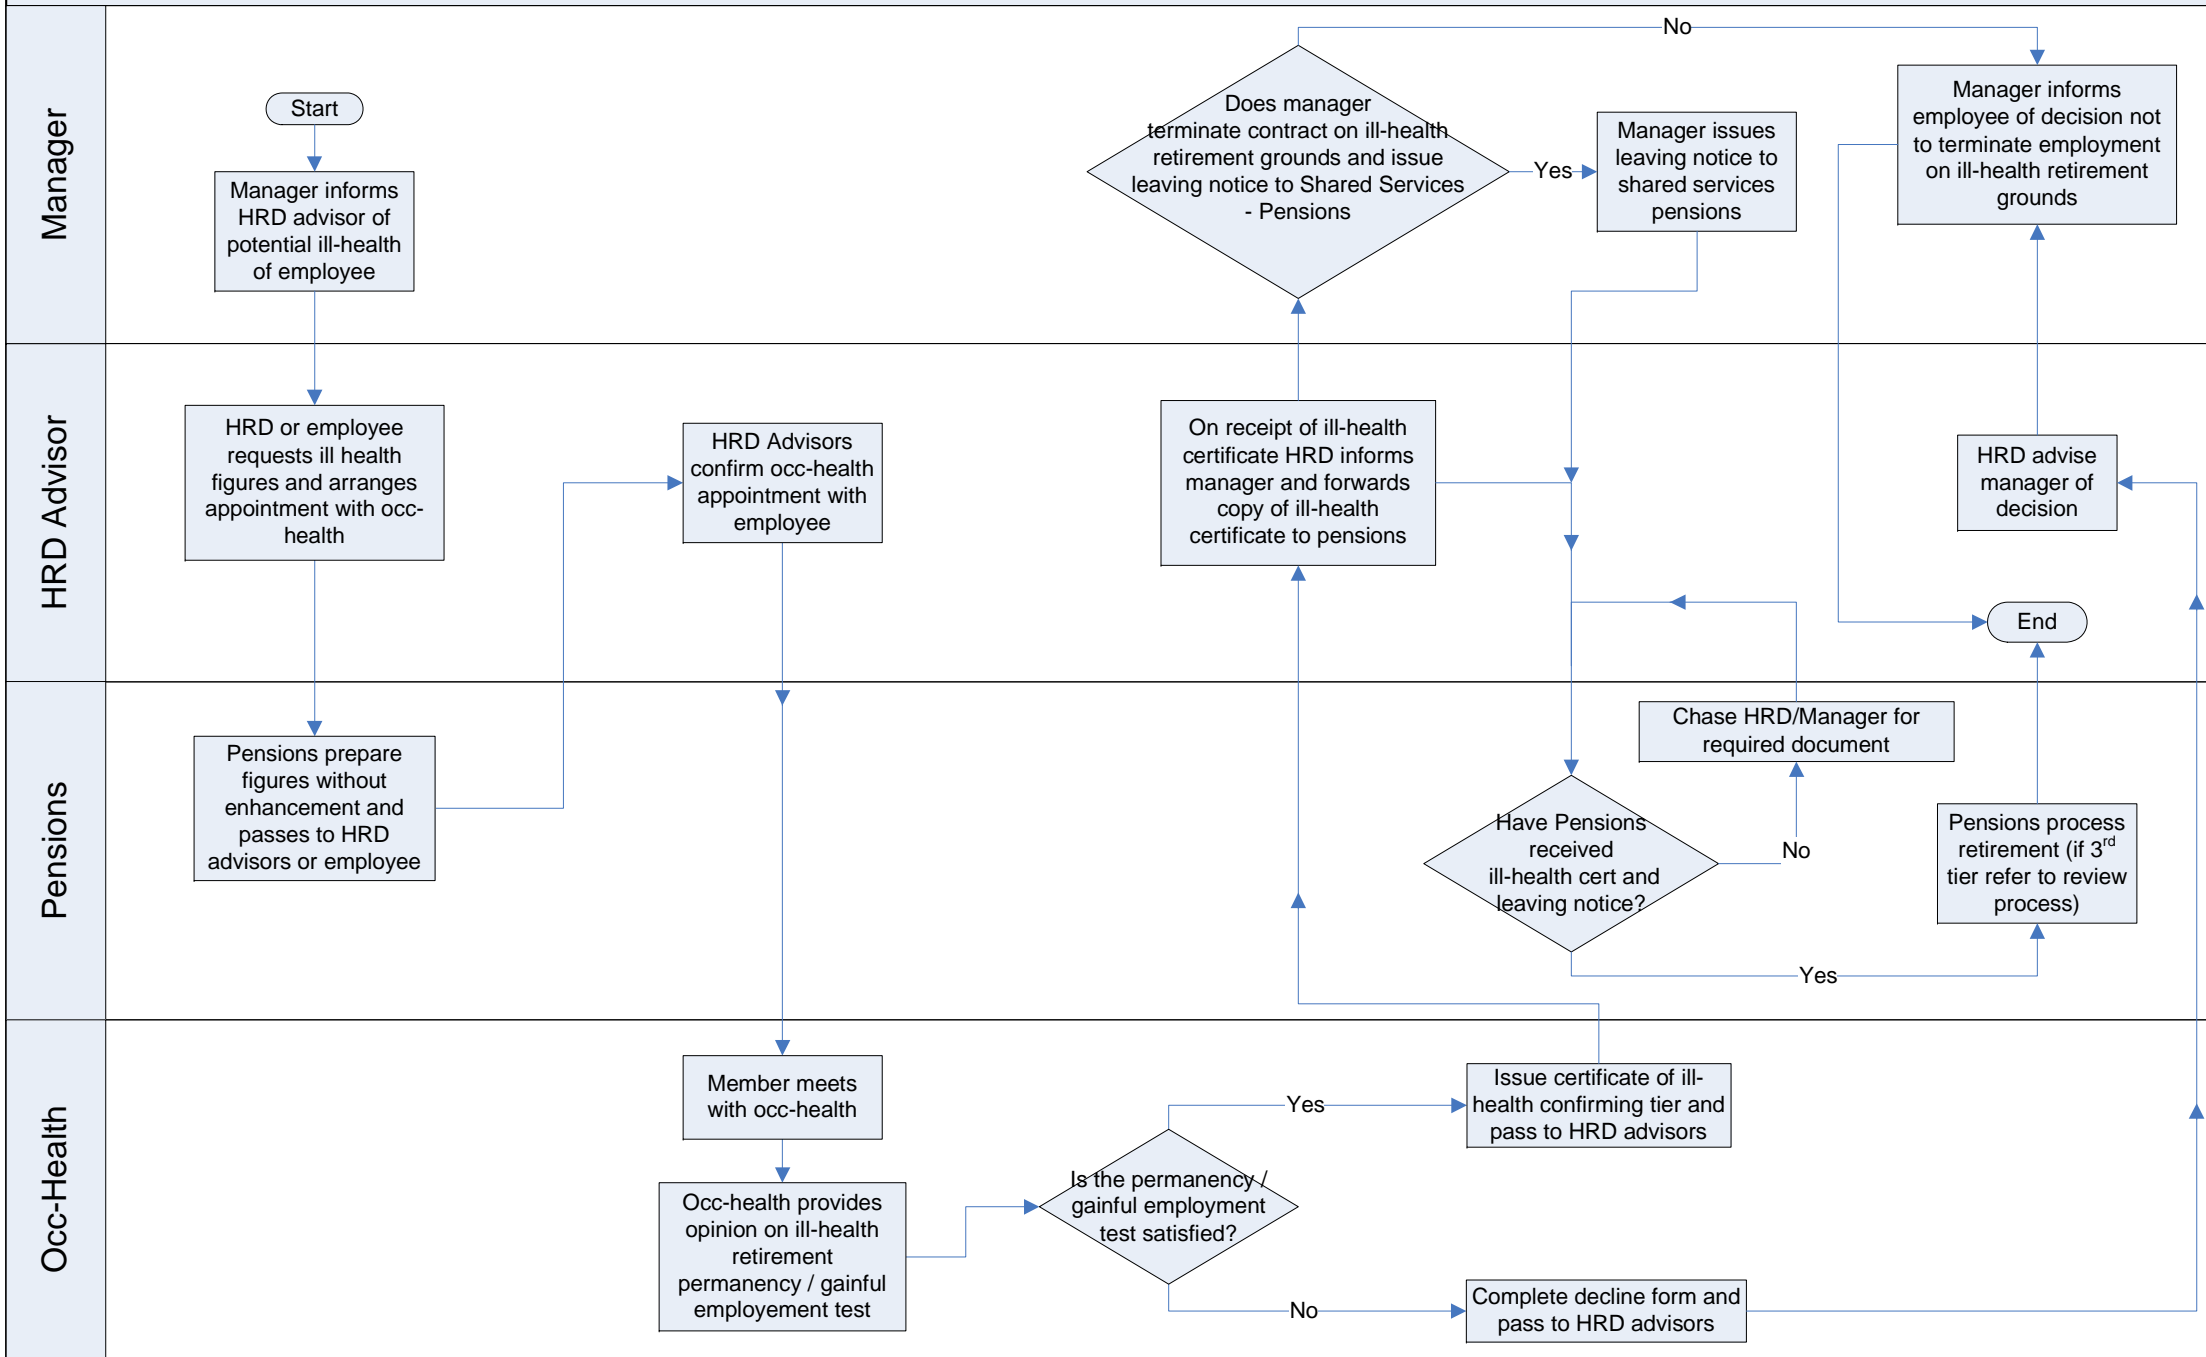 Manager
Start
Manager informs
HRD advisor of
potential ill-health
of employee
Does manager
terminate contract on ill-health
retirement grounds and issue
leaving notice to Shared Services
- Pensions
No
Yes
Manager issues
leaving notice to
shared services
pensions
Manager informs
employee of decision not
to terminate employment
on ill-health retirement
grounds
HRD Advisor
HRD or employee
requests ill health
figures and arranges
appointment with occ-
health
HRD Advisors
confirm occ-health
appointment with
employee
On receipt of ill-health
certificate HRD informs
manager and forwards
copy of ill-health
certificate to pensions
HRD advise
manager of
decision
End
Pensions
Pensions prepare
figures without
enhancement and
passes to HRD
advisors or employee
Chase HRD/Manager for
required document
Have Pensions
received
ill-health cert and
leaving notice?
No
Yes
Pensions process
retirement (if 3rd
tier refer to review
process)
Occ-Health
Member meets
with occ-health
Occ-health provides
opinion on ill-health
retirement
permanency / gainful
employement test
Is the permanency /
gainful employment
test satisfied?
Yes
Issue certificate of ill-
health confirming tier and
pass to HRD advisors
No
Complete decline form and
pass to HRD advisors